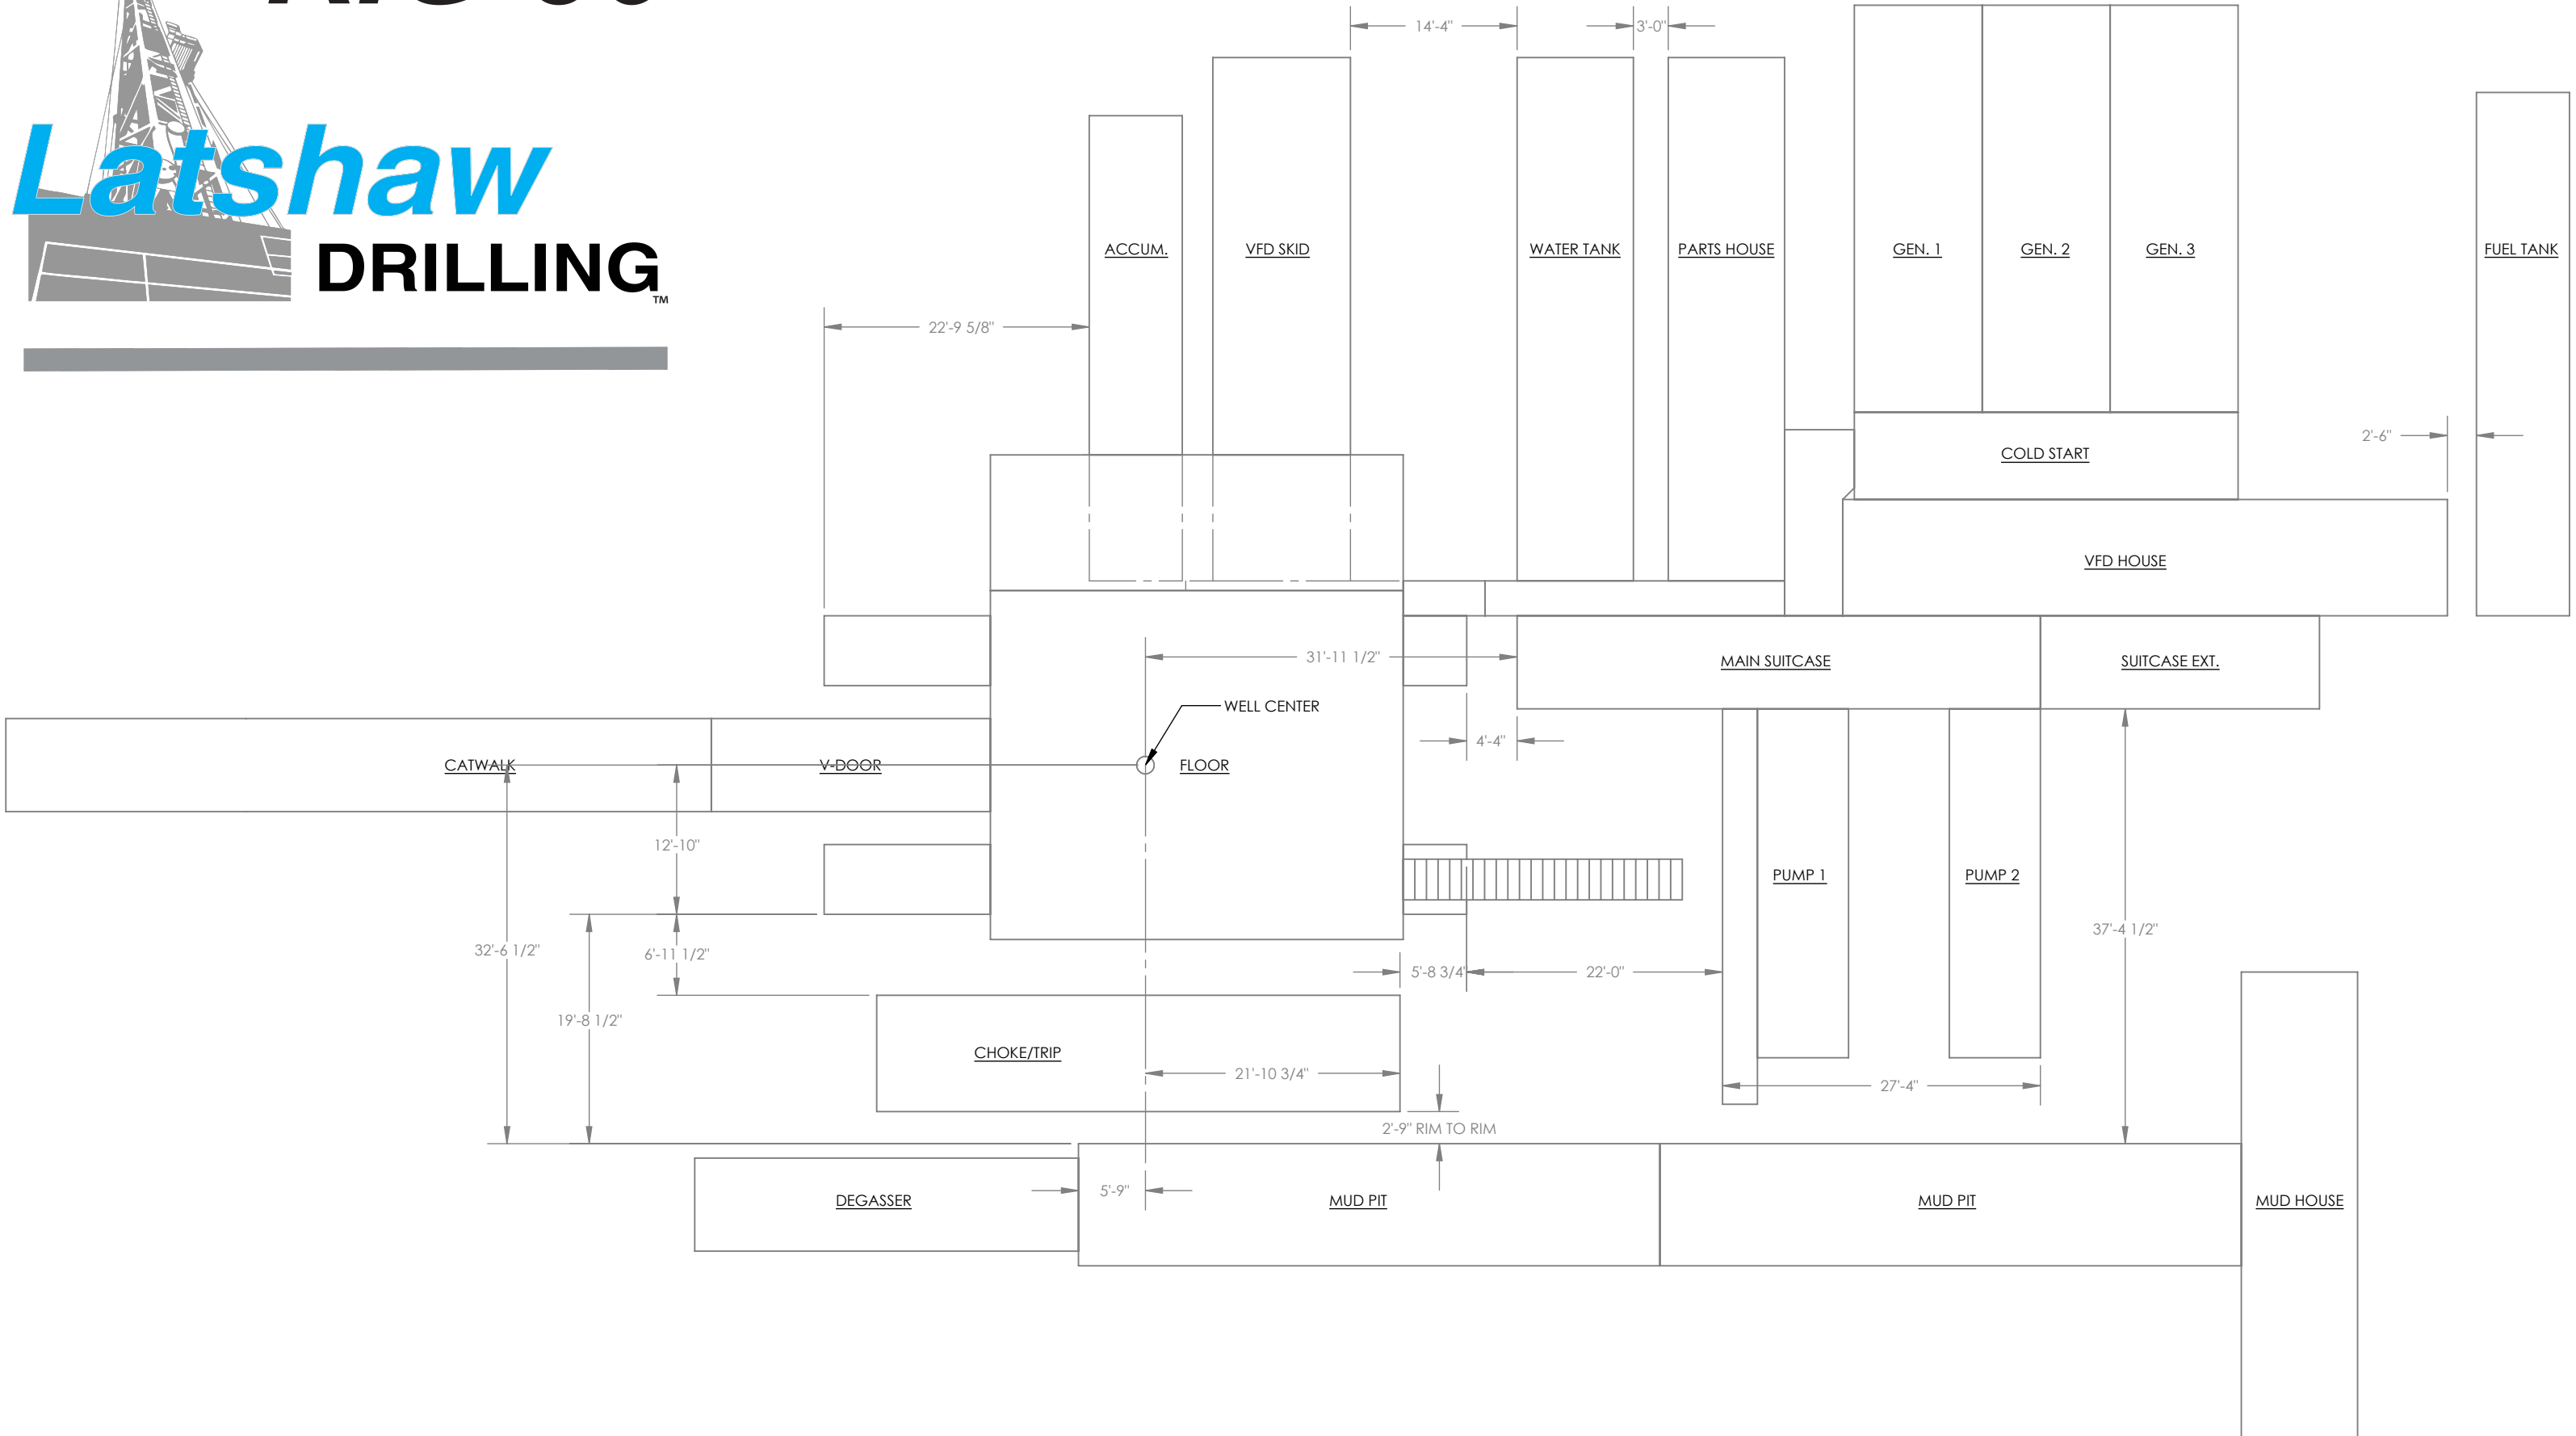 Latshaw
DRILLING
TM
14'-4"
3'-0"
ACCUM.
VFD SKID
WATER TANK
PARTS HOUSE
GEN. 1
GEN. 2
GEN. 3
FUEL TANK
22'-9 5/8"
2'-6"
COLD START
VFD HOUSE
31'-11 1/2"
MAIN SUITCASE
SUITCASE EXT.
WELL CENTER
4'-4"
CATWALK
V-DOOR
FLOOR
12'-10"
PUMP 1
PUMP 2
37'-4 1/2"
32'-6 1/2"
6'-11 1/2"
5'-8 3/4"
22'-0"
19'-8 1/2"
CHOKE/TRIP
21'-10 3/4"
27'-4"
2'-9" RIM TO RIM
5'-9"
DEGASSER
MUD PIT
MUD PIT
MUD HOUSE